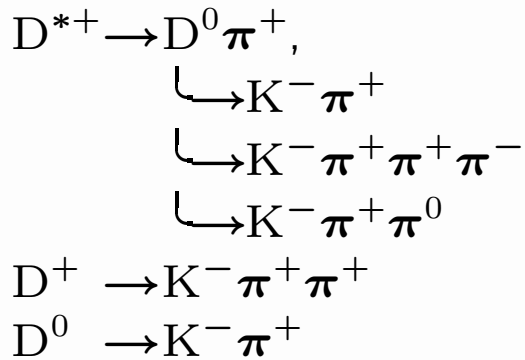 D*⁺ ⟶ D⁰π⁺,
↳ K⁻π⁺
↳ K⁻π⁺π⁺π⁻
↳ K⁻π⁺π⁰
D⁺ ⟶ K⁻π⁺π⁺
D⁰ ⟶ K⁻π⁺